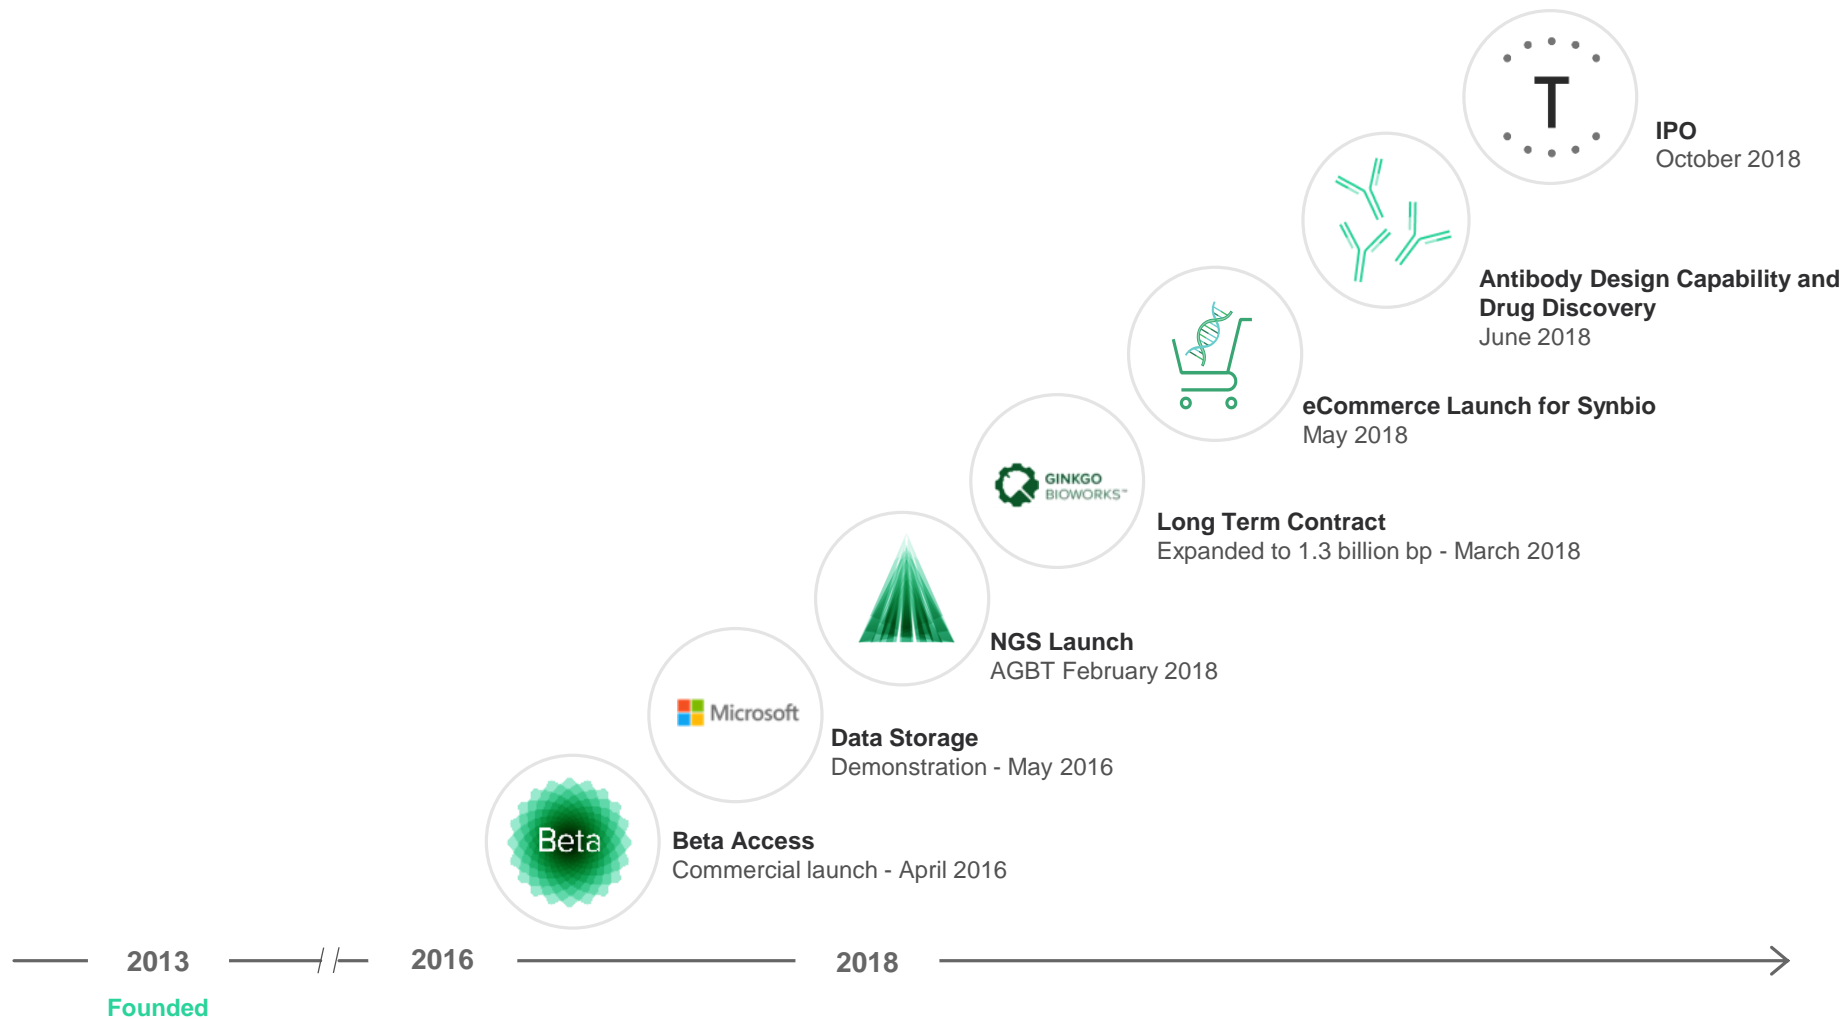 T
IPO
October 2018
Antibody Design Capability and
Drug Discovery
June 2018
eCommerce Launch for Synbio
May 2018
GINKGO
BIOWORKS™
Long Term Contract
Expanded to 1.3 billion bp - March 2018
NGS Launch
AGBT February 2018
Microsoft
Data Storage
Demonstration - May 2016
Beta
Beta Access
Commercial launch - April 2016
2013
2016
2018
Founded